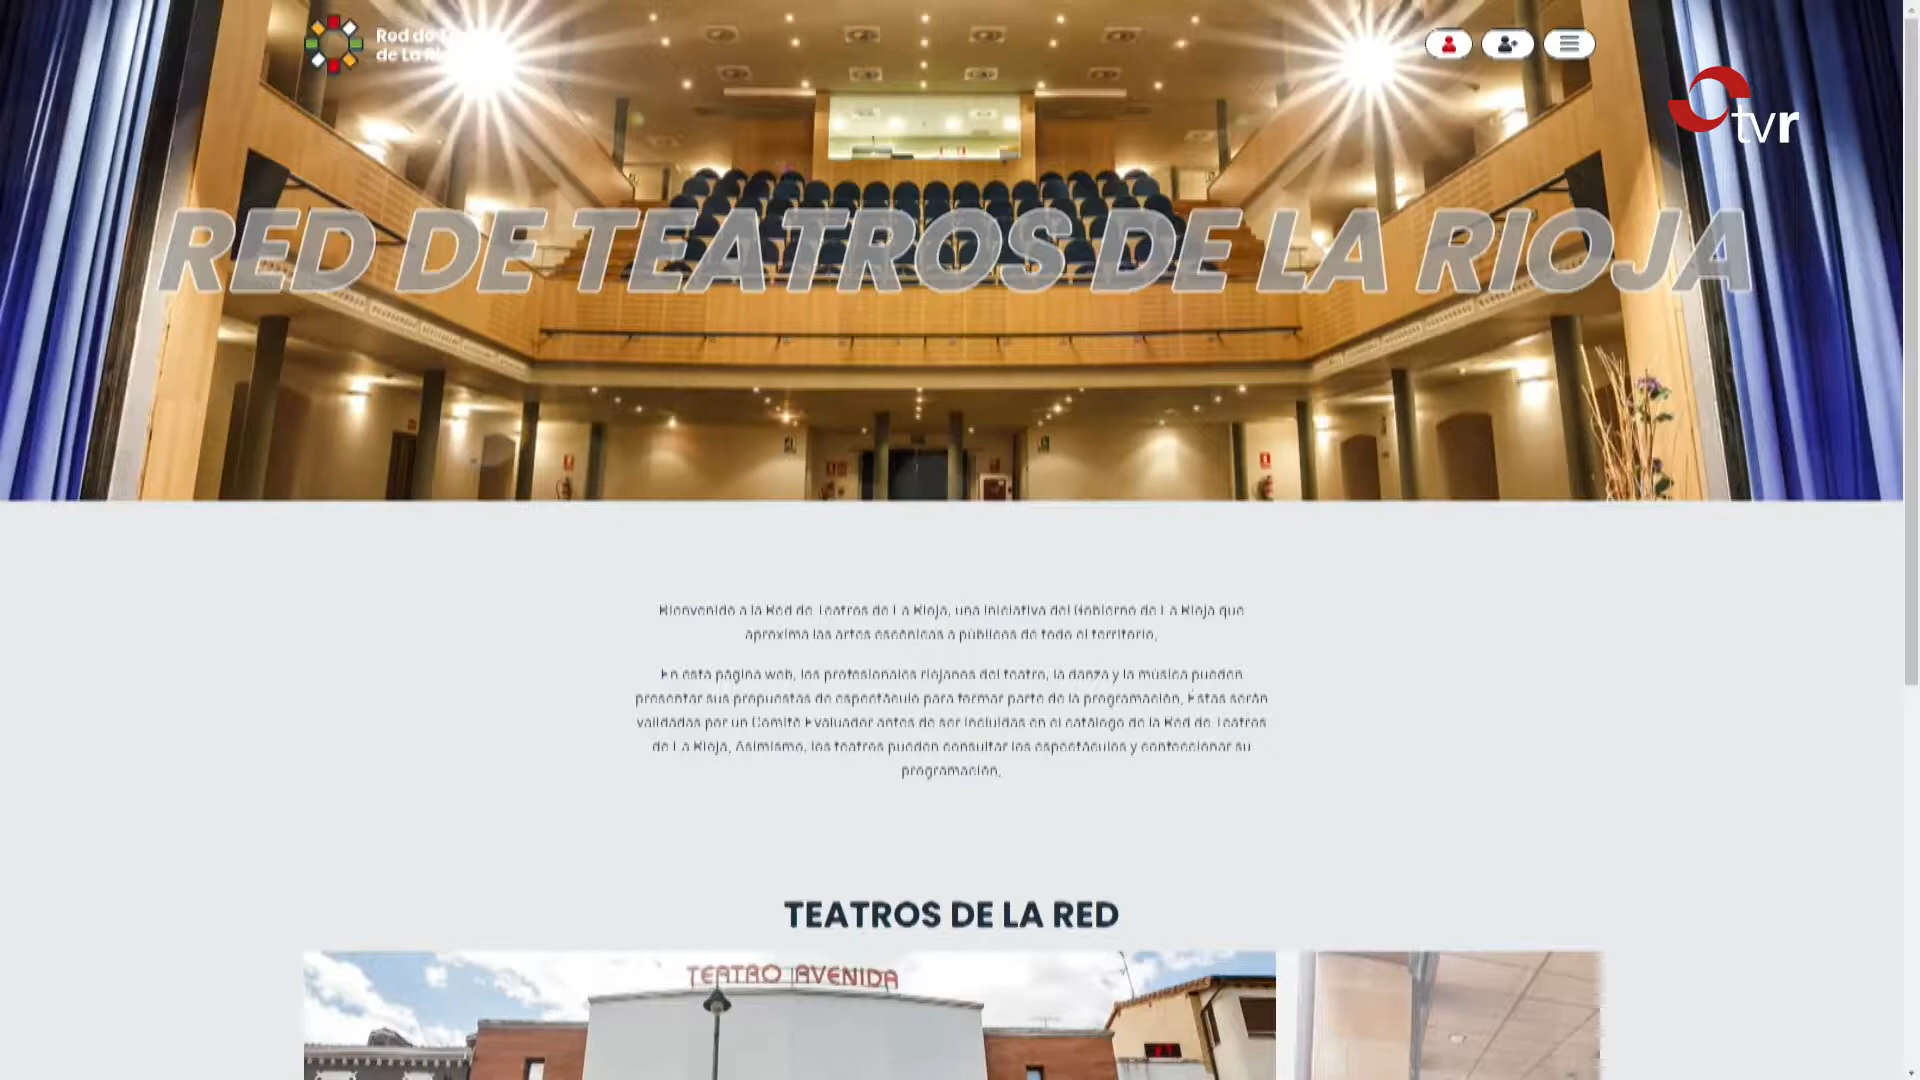 Red de
de La
tvr
RED DE TEATROS DE LA RIOJA
Bienvenido a la Red de Teatros de La Rioja, una iniciativa del Gobierno de La Rioja que
aproxima las artes escénicas a públicos de todo el territorio.
En esta página web, los profesionales riojanos del teatro, la danza y la música pueden
presentar sus propuestas de espectáculo para formar parte de la programación. Estas serán
validadas por un Comité Evaluador antes de ser incluidas en el catálogo de la Red de Teatros
de La Rioja. Asimismo, los teatros pueden consultar los espectáculos y confeccionar su
programación.
TEATROS DE LA RED
TEATRO AVENIDA